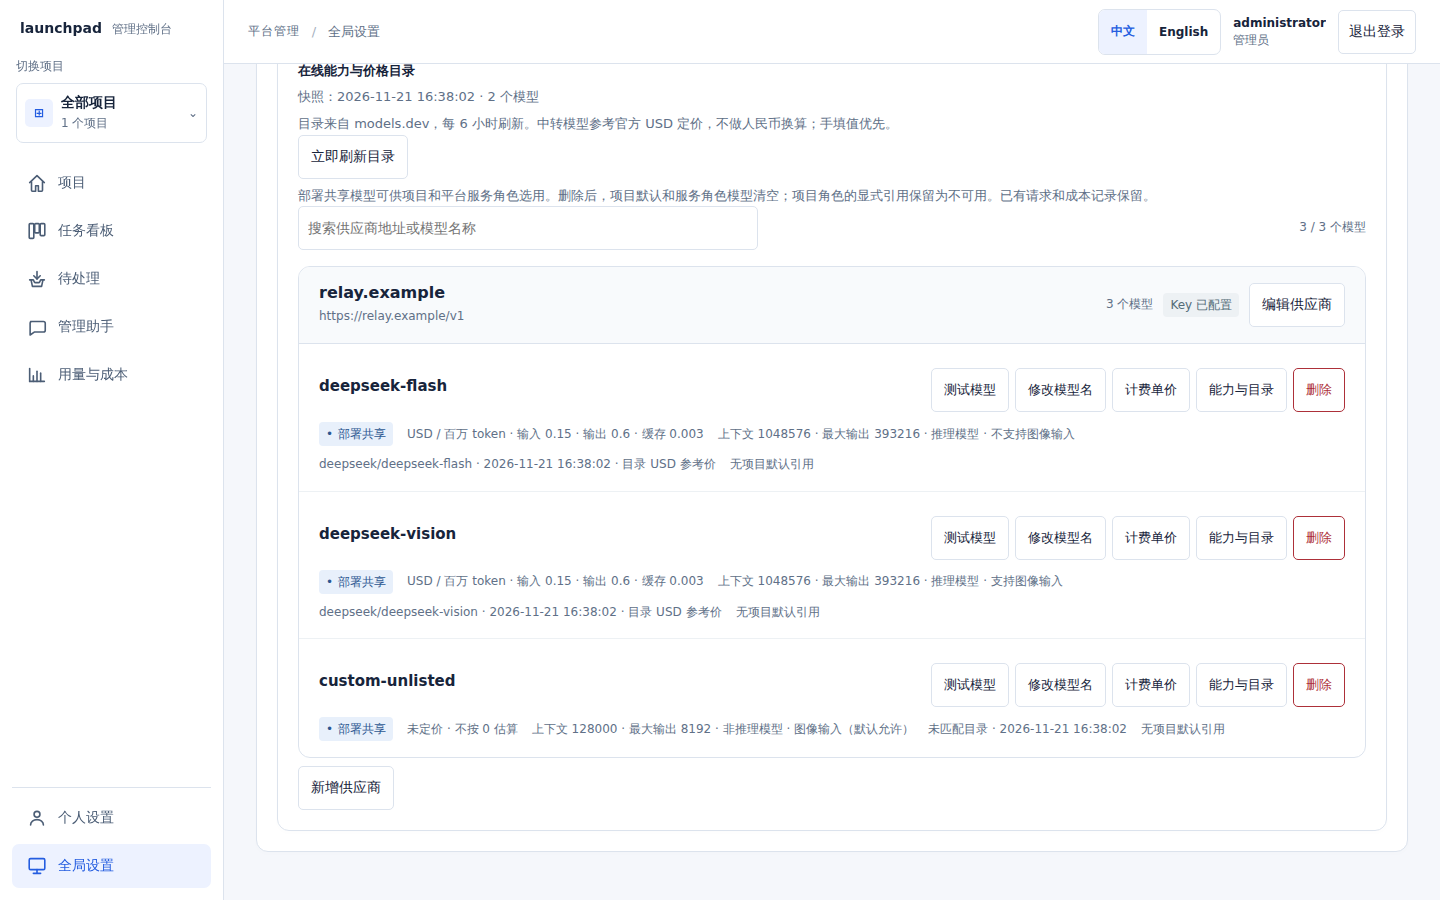 launchpad 管理控制台
切换项目
全部项目
1 个项目
项目
任务看板
待处理
管理助手
用量与成本
个人设置
全局设置
平台管理 / 全局设置
中文 English
administrator
管理员
退出登录
在线能力与价格目录
快照：2026-11-21 16:38:02 · 2 个模型
目录来自 models.dev，每 6 小时刷新。中转模型参考官方 USD 定价，不做人民币换算；手填值优先。
立即刷新目录
部署共享模型可供项目和平台服务角色选用。删除后，项目默认和服务角色模型清空；项目角色的显式引用保留为不可用。已有请求和成本记录保留。
搜索供应商地址或模型名称
3 / 3 个模型
relay.example
https://relay.example/v1
3 个模型 Key 已配置 编辑供应商
deepseek-flash
测试模型 修改模型名 计费单价 能力与目录 删除
• 部署共享 USD / 百万 token · 输入 0.15 · 输出 0.6 · 缓存 0.003 上下文 1048576 · 最大输出 393216 · 推理模型 · 不支持图像输入
deepseek/deepseek-flash · 2026-11-21 16:38:02 · 目录 USD 参考价 无项目默认引用
deepseek-vision
测试模型 修改模型名 计费单价 能力与目录 删除
• 部署共享 USD / 百万 token · 输入 0.15 · 输出 0.6 · 缓存 0.003 上下文 1048576 · 最大输出 393216 · 推理模型 · 支持图像输入
deepseek/deepseek-vision · 2026-11-21 16:38:02 · 目录 USD 参考价 无项目默认引用
custom-unlisted
测试模型 修改模型名 计费单价 能力与目录 删除
• 部署共享 未定价 · 不按 0 估算 上下文 128000 · 最大输出 8192 · 非推理模型 · 图像输入（默认允许） 未匹配目录 · 2026-11-21 16:38:02 无项目默认引用
新增供应商